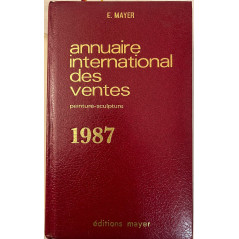 E. MAYER
annuaire
international
des
ventes
peinture-sculpture
1987
éditions mayer